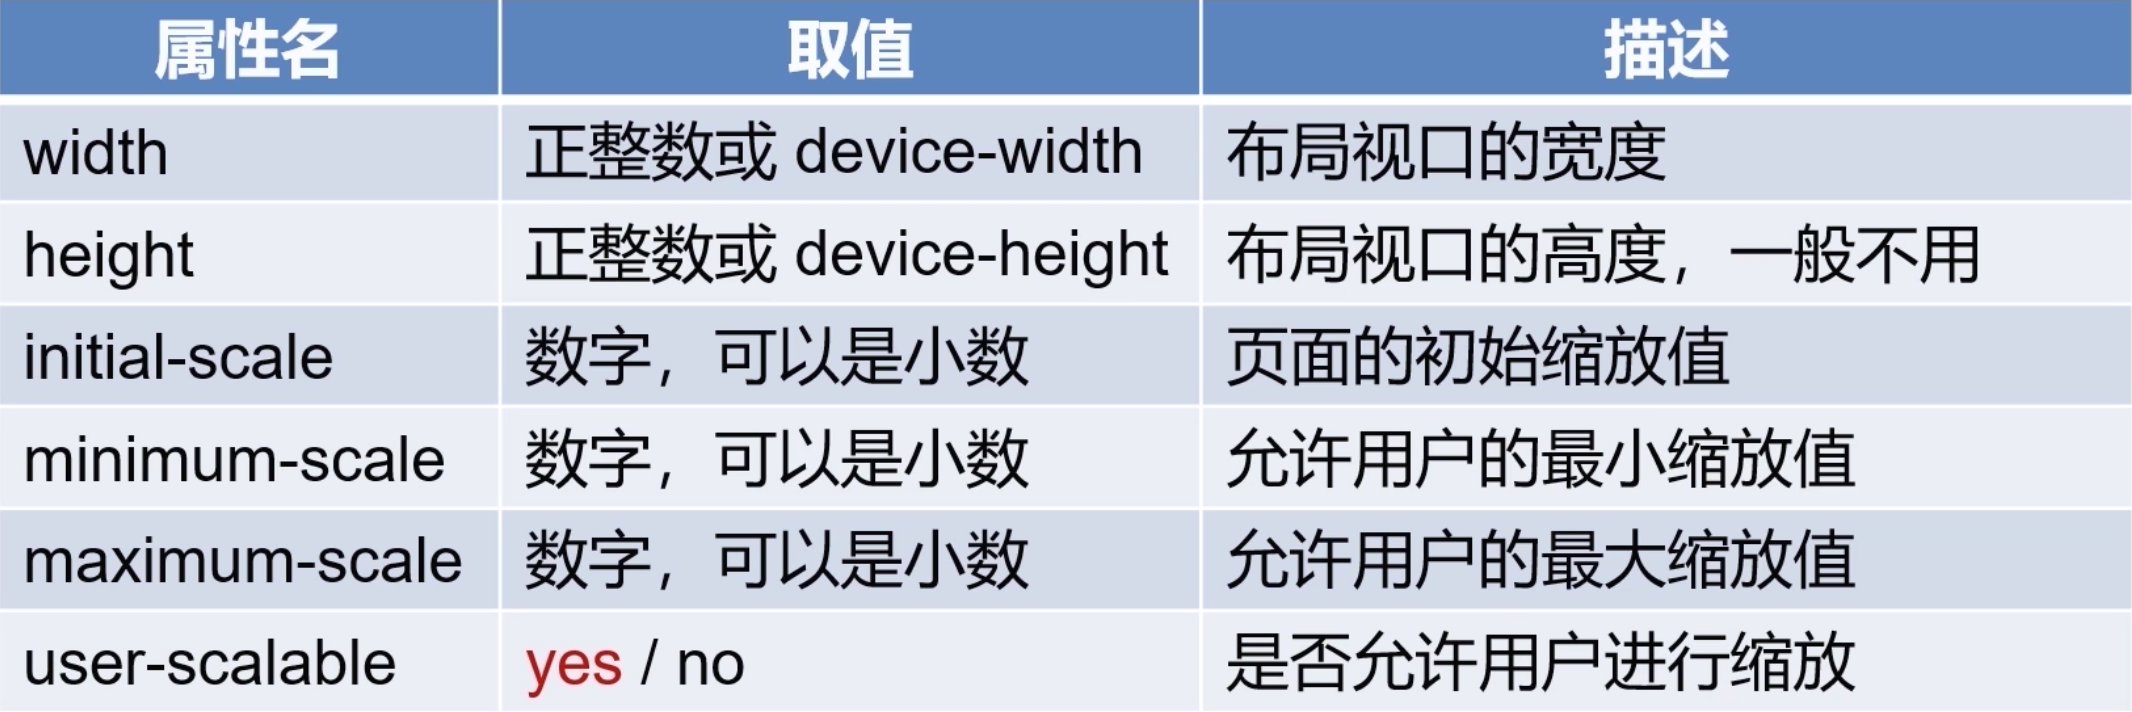 属性名 取值 描述
width 正整数或 device-width 布局视口的宽度
height 正整数或 device-height 布局视口的高度，一般不用
initial-scale 数字，可以是小数 页面的初始缩放值
minimum-scale 数字，可以是小数 允许用户的最小缩放值
maximum-scale 数字，可以是小数 允许用户的最大缩放值
user-scalable yes / no 是否允许用户进行缩放